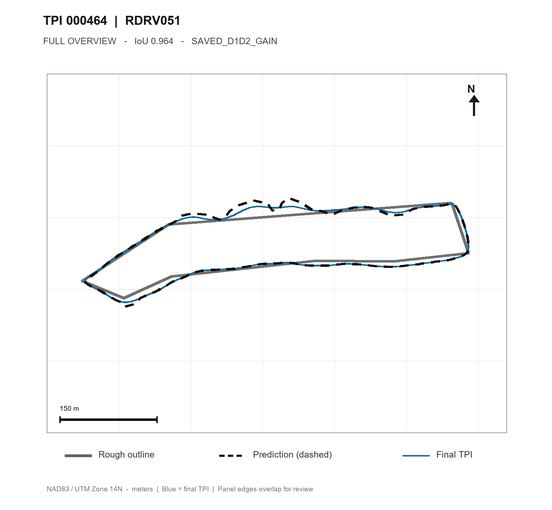 TPI 000464 | RDRV051
FULL OVERVIEW - IoU 0.964 - SAVED_D1D2_GAIN
N
150 m
Rough outline Prediction (dashed) Final TPI
NAD83 / UTM Zone 14N - meters | Blue = final TPI | Panel edges overlap for review